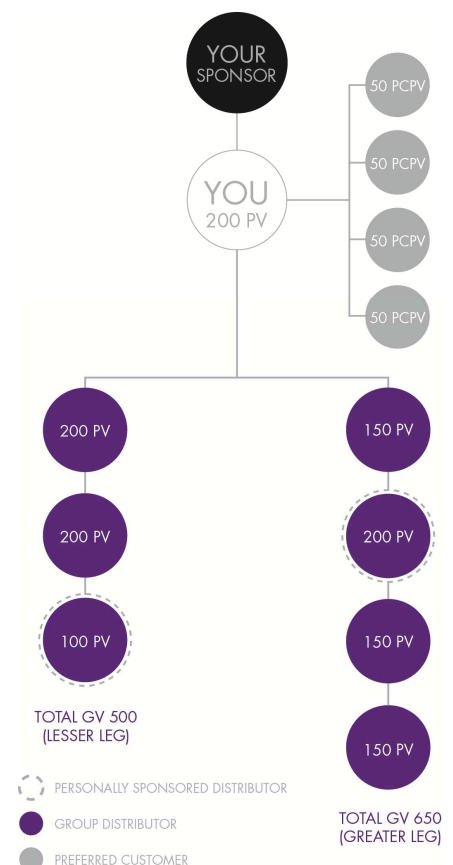 YOUR
SPONSOR
YOU
200 PV
50 PCPV
50 PCPV
50 PCPV
50 PCPV
200 PV
200 PV
100 PV
TOTAL GV 500
(LESSER LEG)
150 PV
200 PV
150 PV
150 PV
TOTAL GV 650
(GREATER LEG)
PERSONALLY SPONSORED DISTRIBUTOR
GROUP DISTRIBUTOR
PREFERRED CUSTOMER